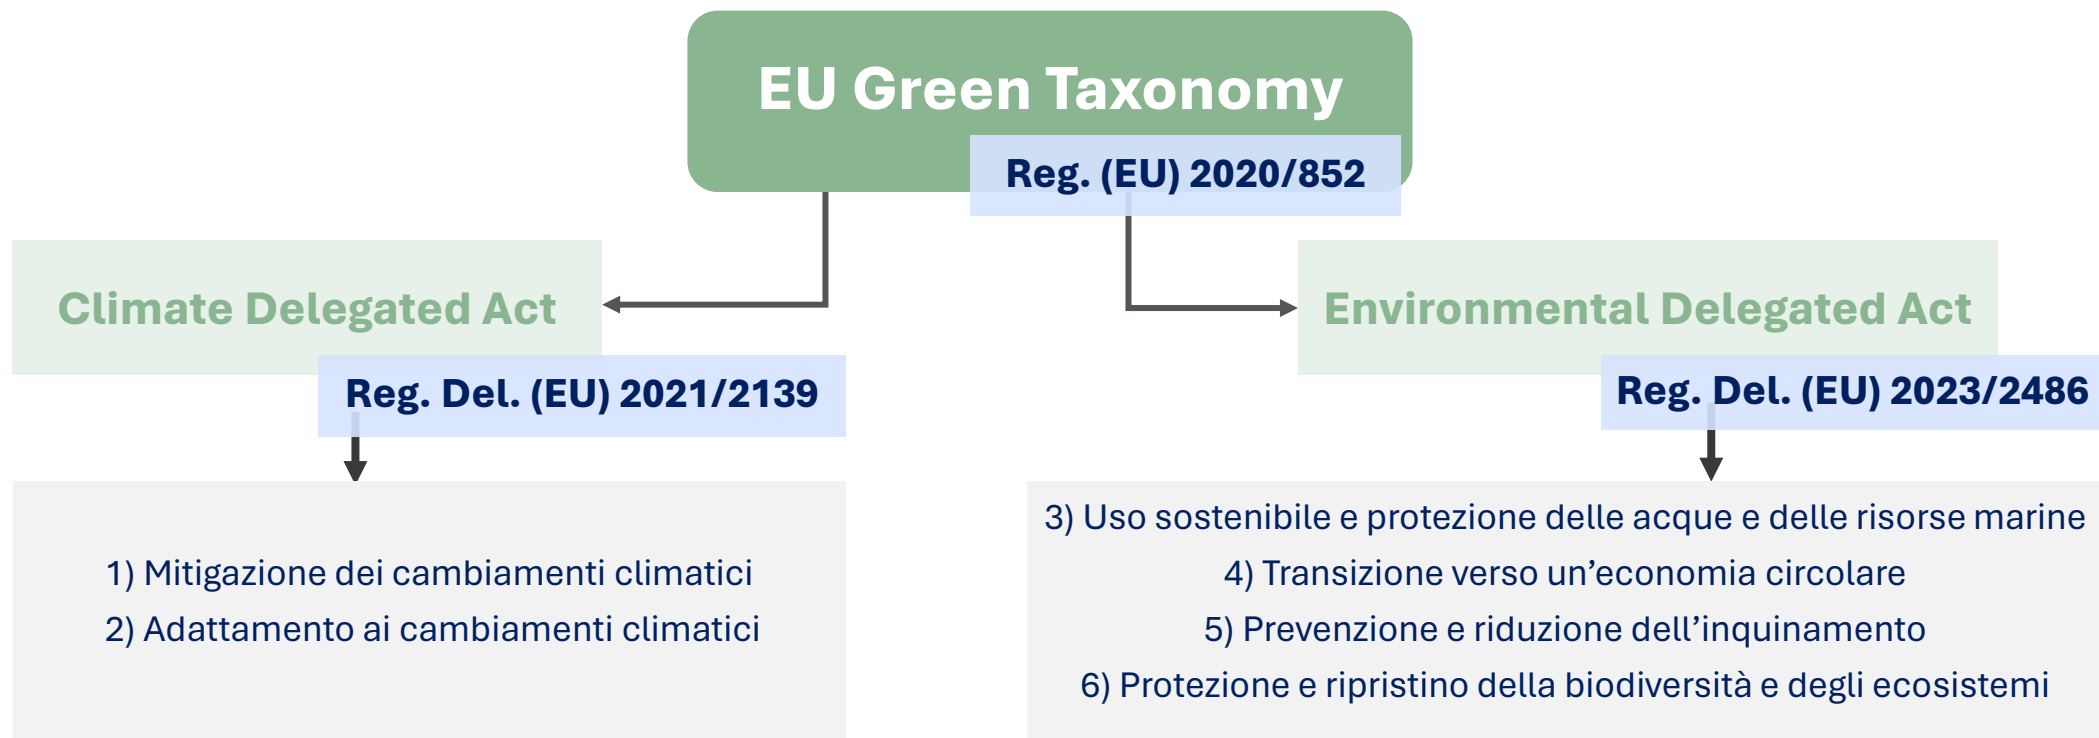 EU Green Taxonomy
Reg. (EU) 2020/852
Climate Delegated Act
Reg. Del. (EU) 2021/2139
1) Mitigazione dei cambiamenti climatici
2) Adattamento ai cambiamenti climatici
Environmental Delegated Act
Reg. Del. (EU) 2023/2486
3) Uso sostenibile e protezione delle acque e delle risorse marine
4) Transizione verso un’economia circolare
5) Prevenzione e riduzione dell’inquinamento
6) Protezione e ripristino della biodiversità e degli ecosistemi